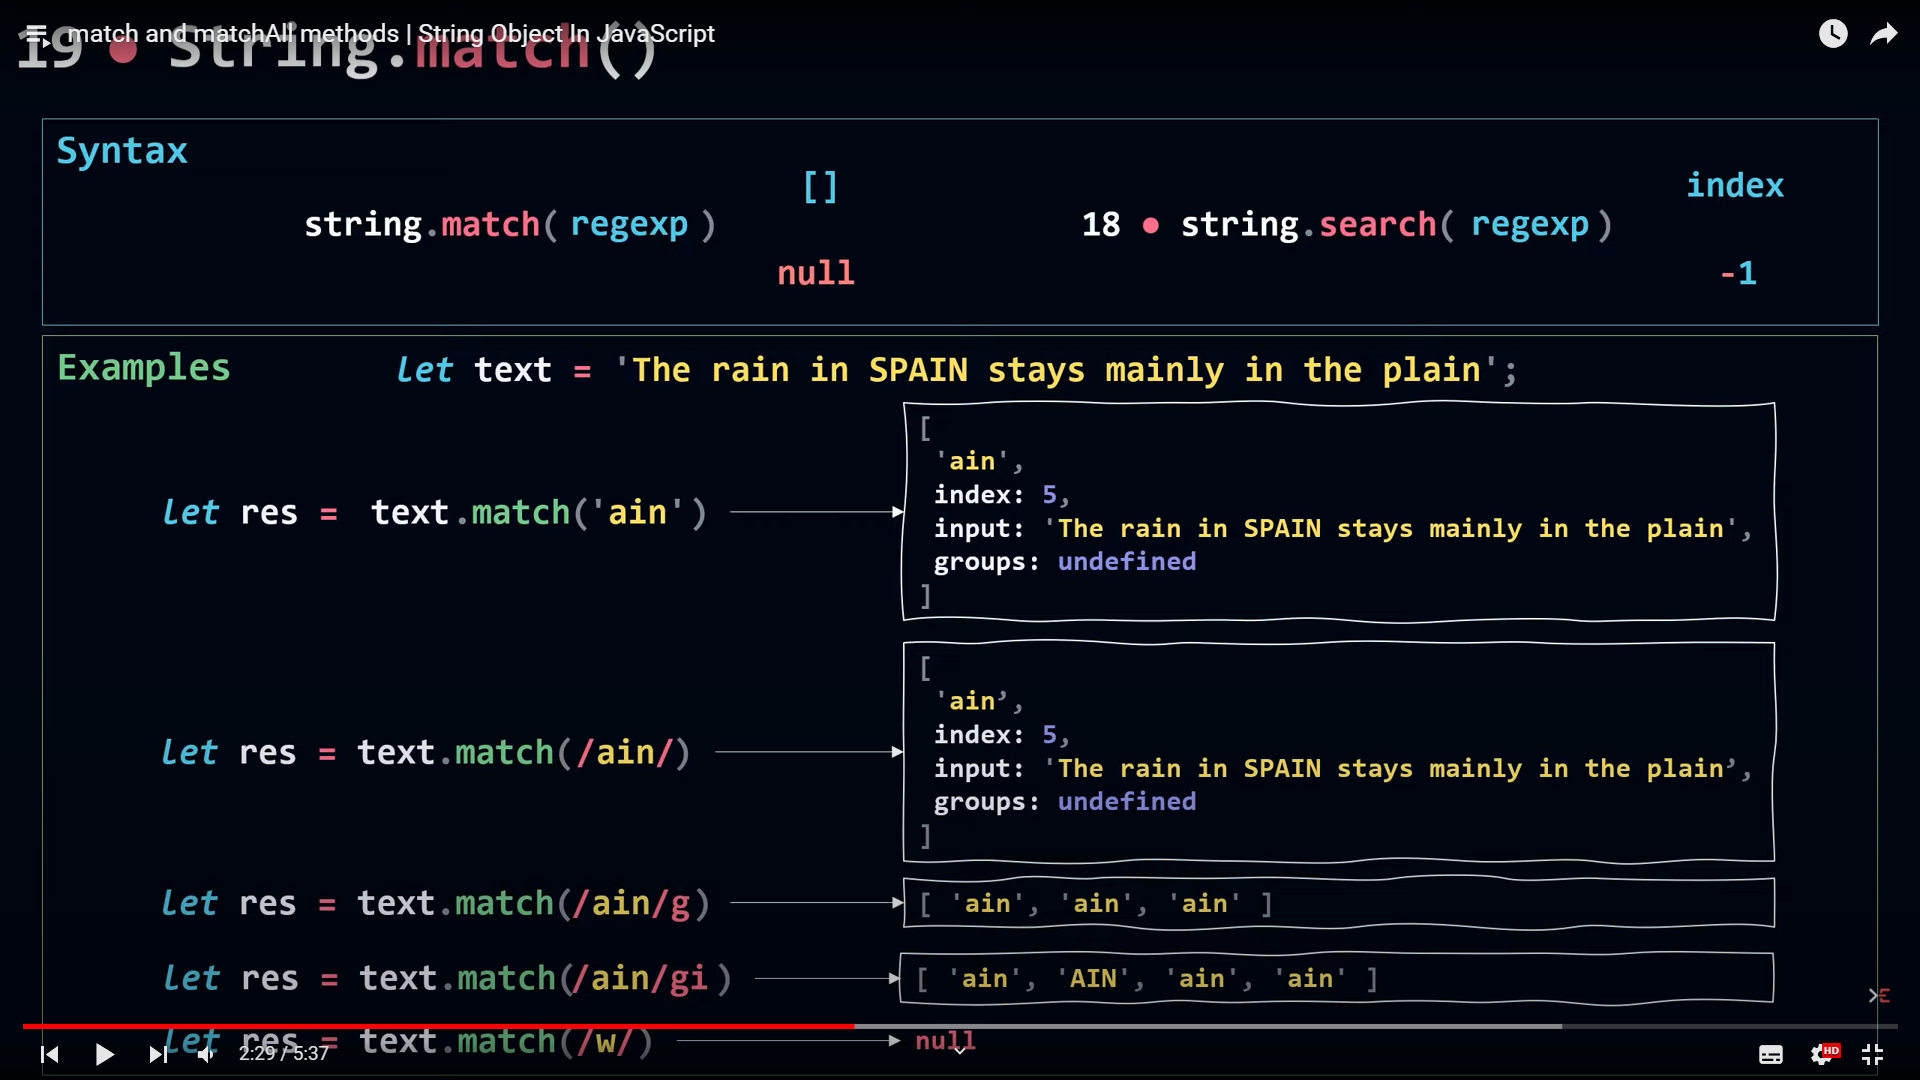 match and matchAll methods | String Object In JavaScript
19 • String.match()
Syntax
[]
index
string.match( regexp )
18 • string.search( regexp )
null
-1
Examples
let text = 'The rain in SPAIN stays mainly in the plain';
[
'ain',
index: 5,
let res = text.match('ain')
input: 'The rain in SPAIN stays mainly in the plain',
groups: undefined
]
[
'ain’,
index: 5,
let res = text.match(/ain/)
input: 'The rain in SPAIN stays mainly in the plain’,
groups: undefined
]
let res = text.match(/ain/g)
[ 'ain', 'ain', 'ain' ]
let res = text.match(/ain/gi )
[ 'ain', 'AIN', 'ain', 'ain' ]
let res = text.match(/w/)
null
2:29 / 5:37
HD